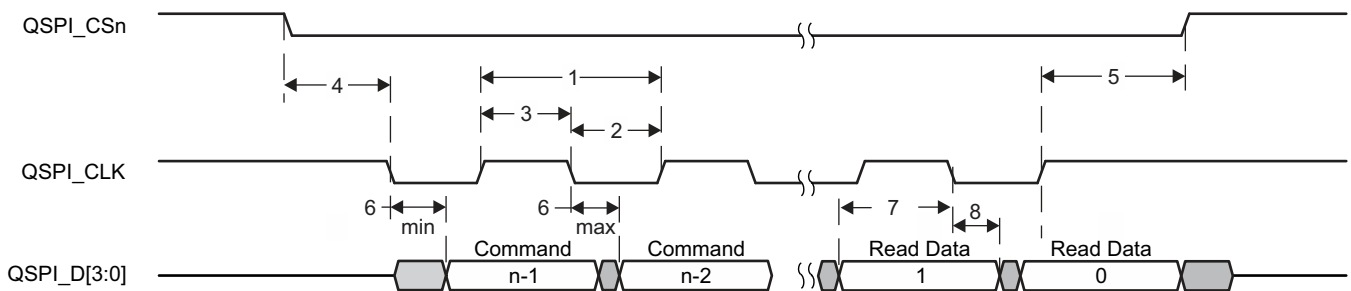 QSPI_CSn
4
1
5
3
2
QSPI_CLK
6
min
6
max
7
8
Command
Command
Read Data
Read Data
QSPI_D[3:0]
n-1
n-2
1
0